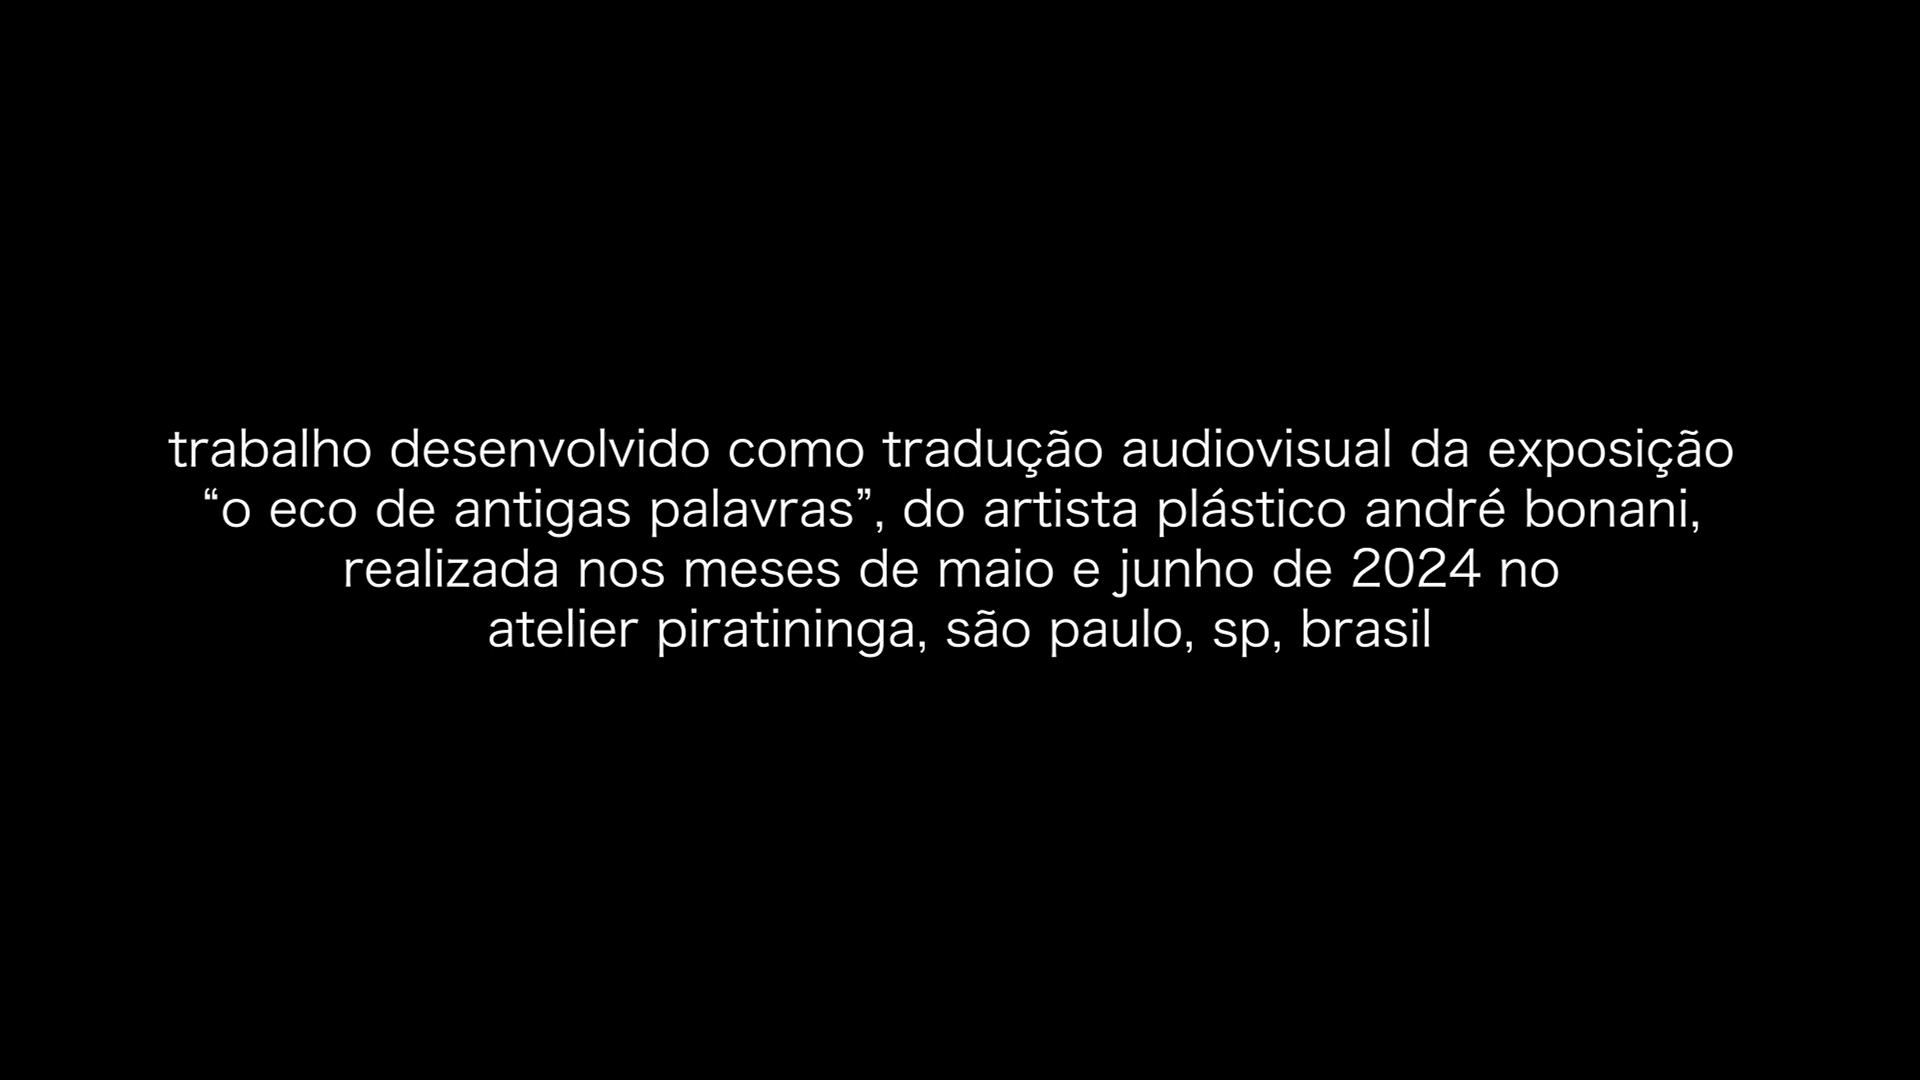 trabalho desenvolvido como tradução audiovisual da exposição
“o eco de antigas palavras”, do artista plástico andré bonani,
realizada nos meses de maio e junho de 2024 no
atelier piratininga, são paulo, sp, brasil